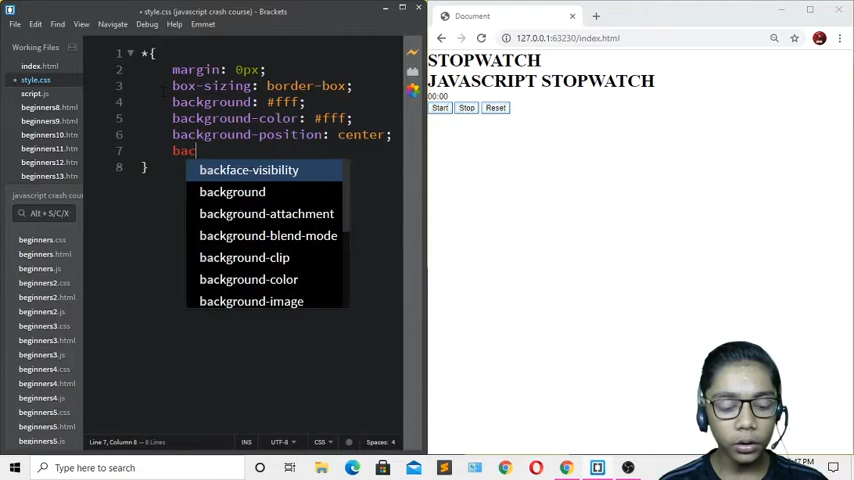 style.css (javascript crash course) - Brackets
File Edit Find View Navigate Debug Help Emmet
Working Files
index.html
style.css
script.js
beginners8.html
beginners9.html
beginners10.htn
beginners11.htn
beginners12.htn
beginners13.htn
javascript crash course
Alt + S/C/X
beginners.css
beginners.html
beginners.js
beginners2.css
beginners2.html
beginners2.js
beginners3.css
beginners3.html
beginners3.js
beginners4.css
beginners4.html
beginners4.js
beginners5.css
beginners5.html
beginners5.js
1 *{
2 margin: 0px;
3 box-sizing: border-box;
4 background: #fff;
5 background-color: #fff;
6 background-position: center;
7 bac
8 }
backface-visibility
background
background-attachment
background-blend-mode
background-clip
background-color
background-image
Line 7, Column 8 — 8 Lines
INS UTF-8 CSS Spaces: 4
Document
127.0.0.1:63230/index.html
STOPWATCH
JAVASCRIPT STOPWATCH
00:00
Start Stop Reset
Type here to search